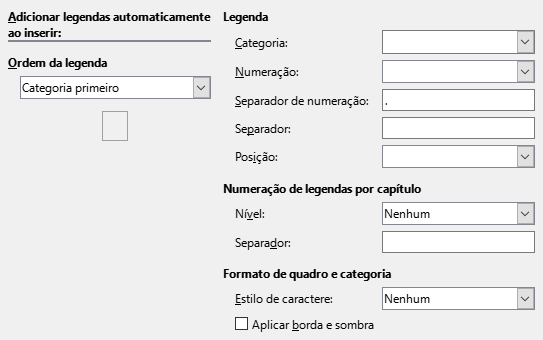 Adicionar legendas automaticamente
ao inserir:
Ordem da legenda
Categoria primeiro
Legenda
Categoria:
Numeração:
Separador de numeração: .
Separador:
Posição:
Numeração de legendas por capítulo
Nível: Nenhum
Separador:
Formato de quadro e categoria
Estilo de caractere: Nenhum
Aplicar borda e sombra